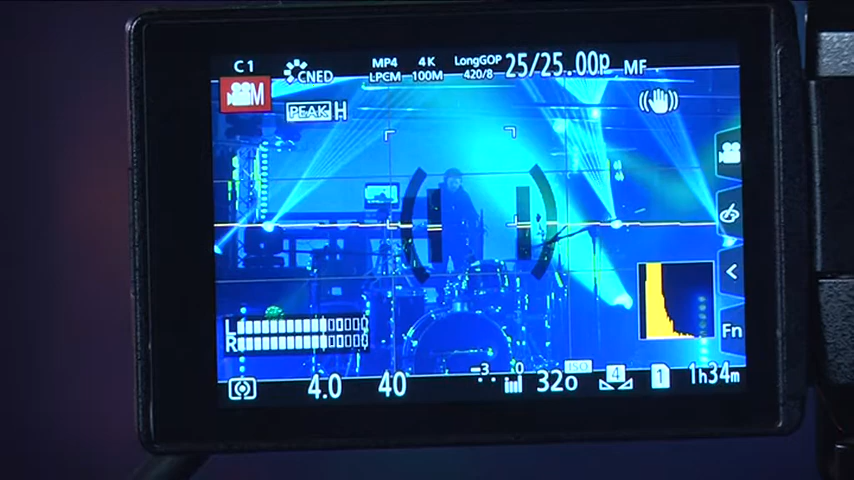 C1 CNED MP4 4K LongGOP 25/25.00p MF
LPCM 100M 420/8
M
PEAK H
L
R
Fn
-3 0 ISO 4
4.0 40 320 1 1h34m